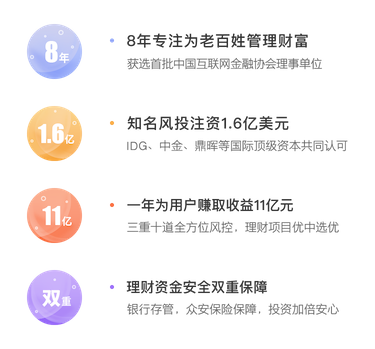 8年
8年专注为老百姓管理财富
获选首批中国互联网金融协会理事单位
1.6亿
知名风投注资1.6亿美元
IDG、中金、鼎晖等国际顶级资本共同认可
11亿
一年为用户赚取收益11亿元
三重十道全方位风控，理财项目优中选优
双重
理财资金安全双重保障
银行存管，众安保险保障，投资加倍安心